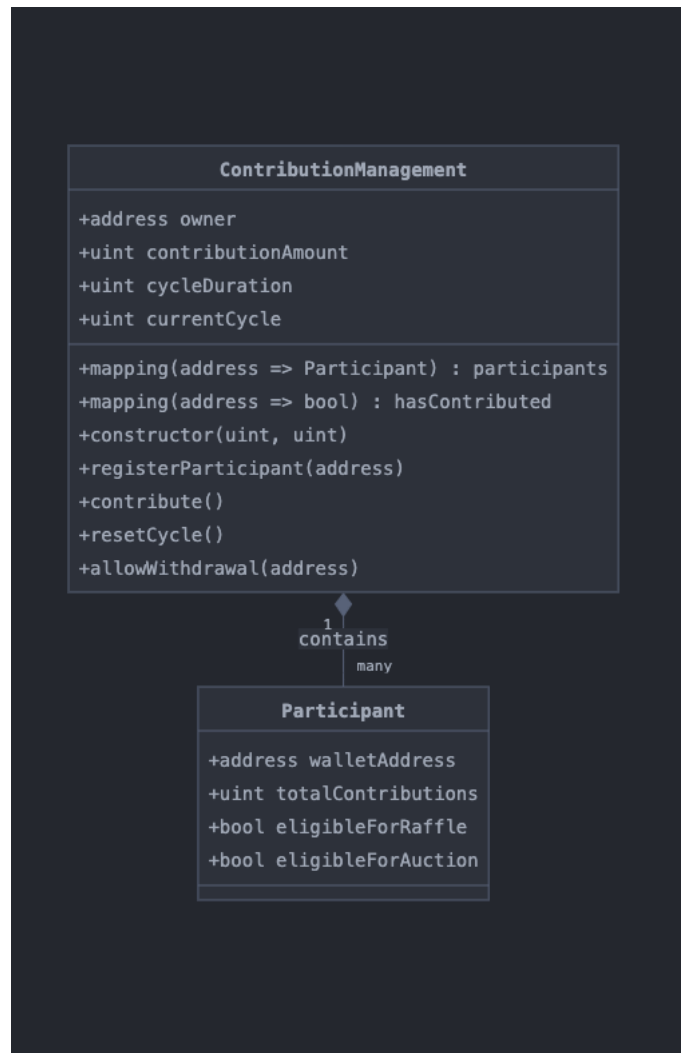 ContributionManagement
+address owner
+uint contributionAmount
+uint cycleDuration
+uint currentCycle
+mapping(address => Participant) : participants
+mapping(address => bool) : hasContributed
+constructor(uint, uint)
+registerParticipant(address)
+contribute()
+resetCycle()
+allowWithdrawal(address)
1
contains
many
Participant
+address walletAddress
+uint totalContributions
+bool eligibleForRaffle
+bool eligibleForAuction